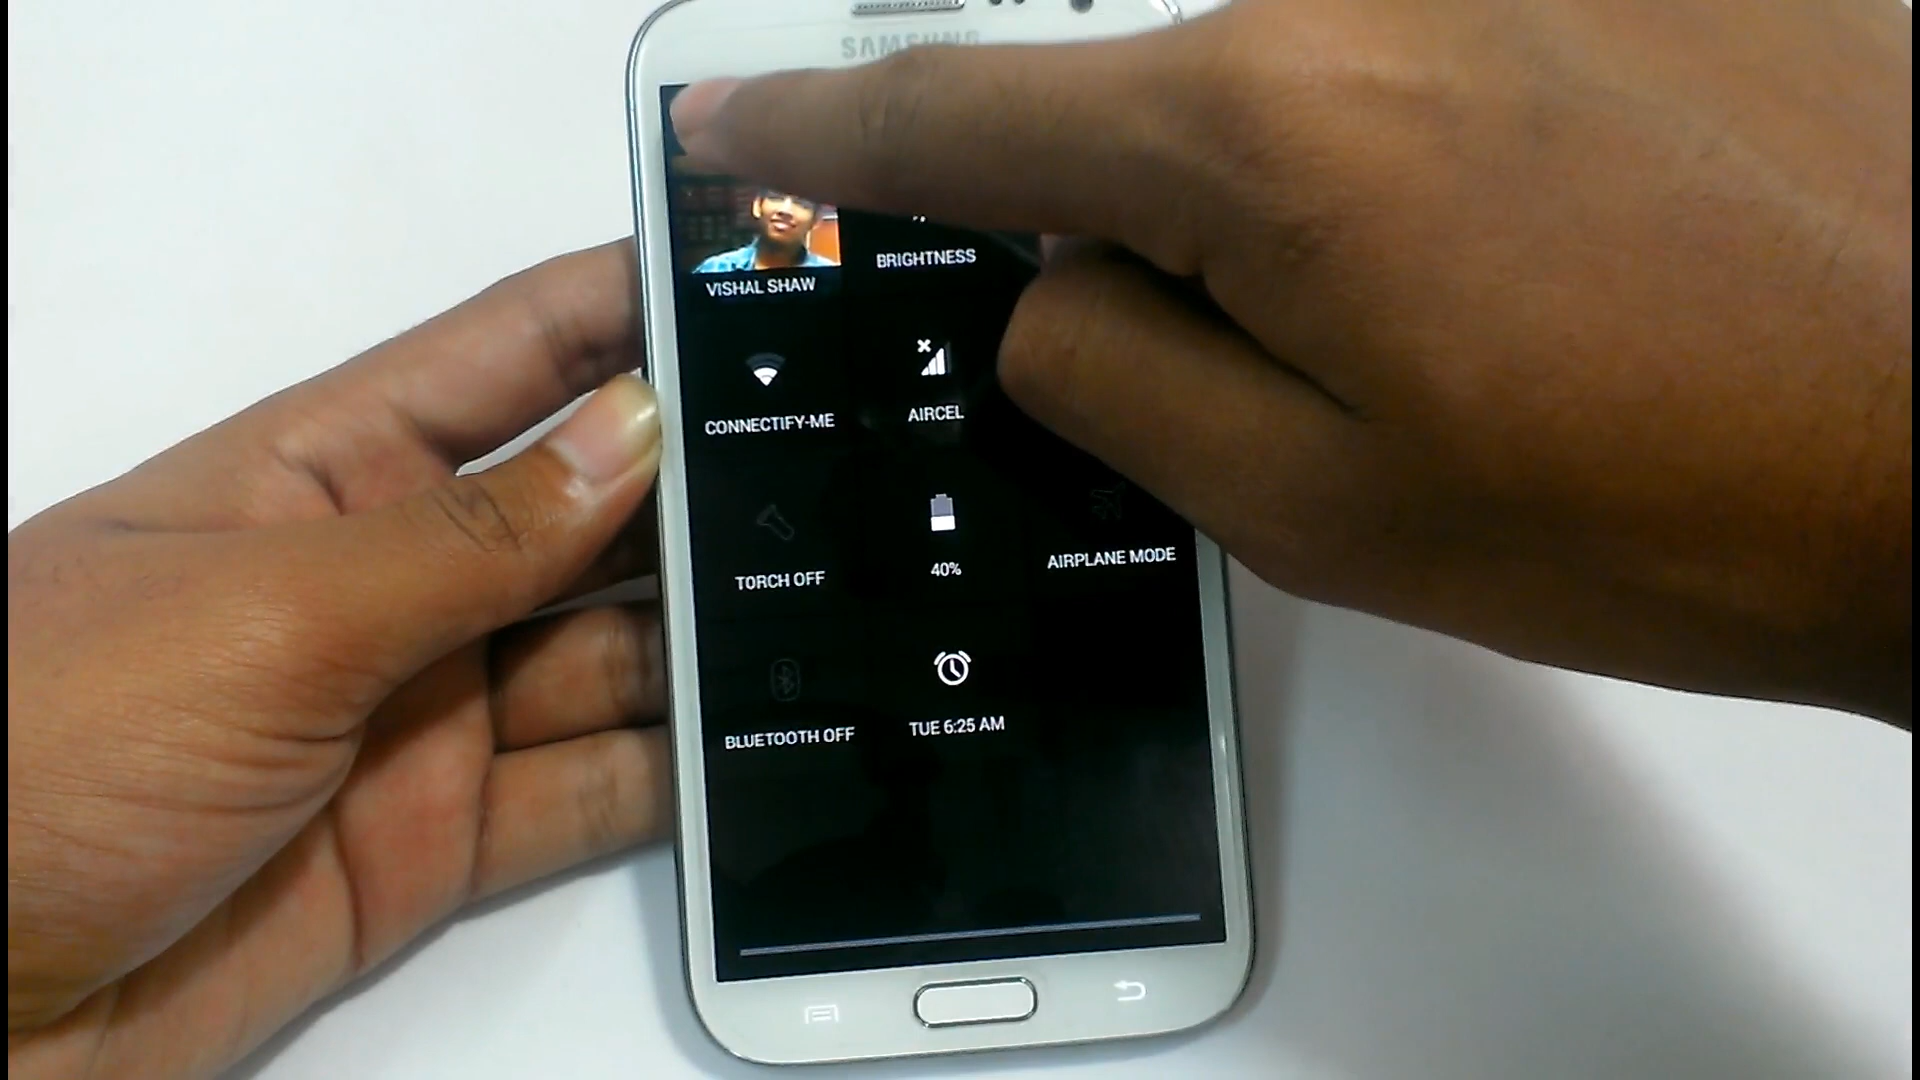 SAMSUNG
VISHAL SHAW
BRIGHTNESS
CONNECTIFY-ME
AIRCEL
TORCH OFF
40%
AIRPLANE MODE
BLUETOOTH OFF
TUE 6:25 AM